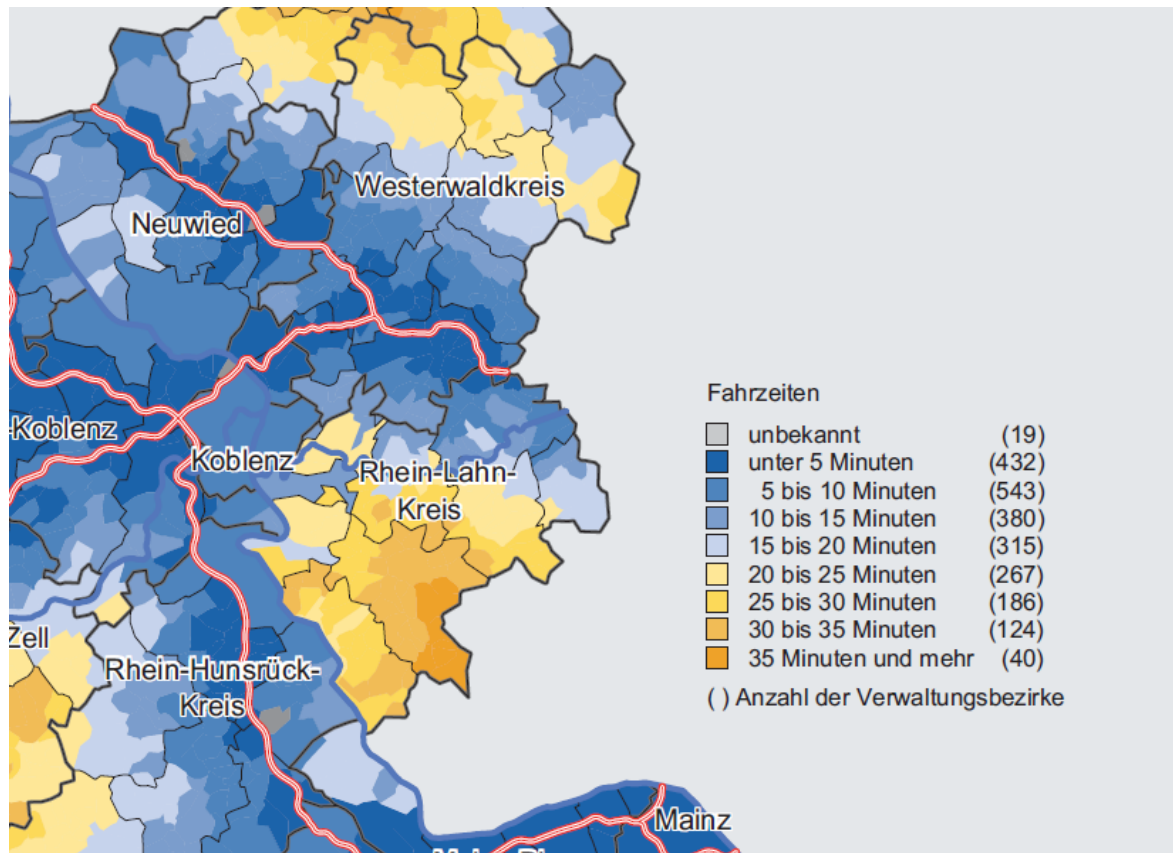 Westerwaldkreis
Neuwied
-Koblenz
Koblenz
Rhein-Lahn-
Kreis
Zell
Rhein-Hunsrück-
Kreis
Mainz
Fahrzeiten
unbekannt (19)
unter 5 Minuten (432)
5 bis 10 Minuten (543)
10 bis 15 Minuten (380)
15 bis 20 Minuten (315)
20 bis 25 Minuten (267)
25 bis 30 Minuten (186)
30 bis 35 Minuten (124)
35 Minuten und mehr (40)
( ) Anzahl der Verwaltungsbezirke